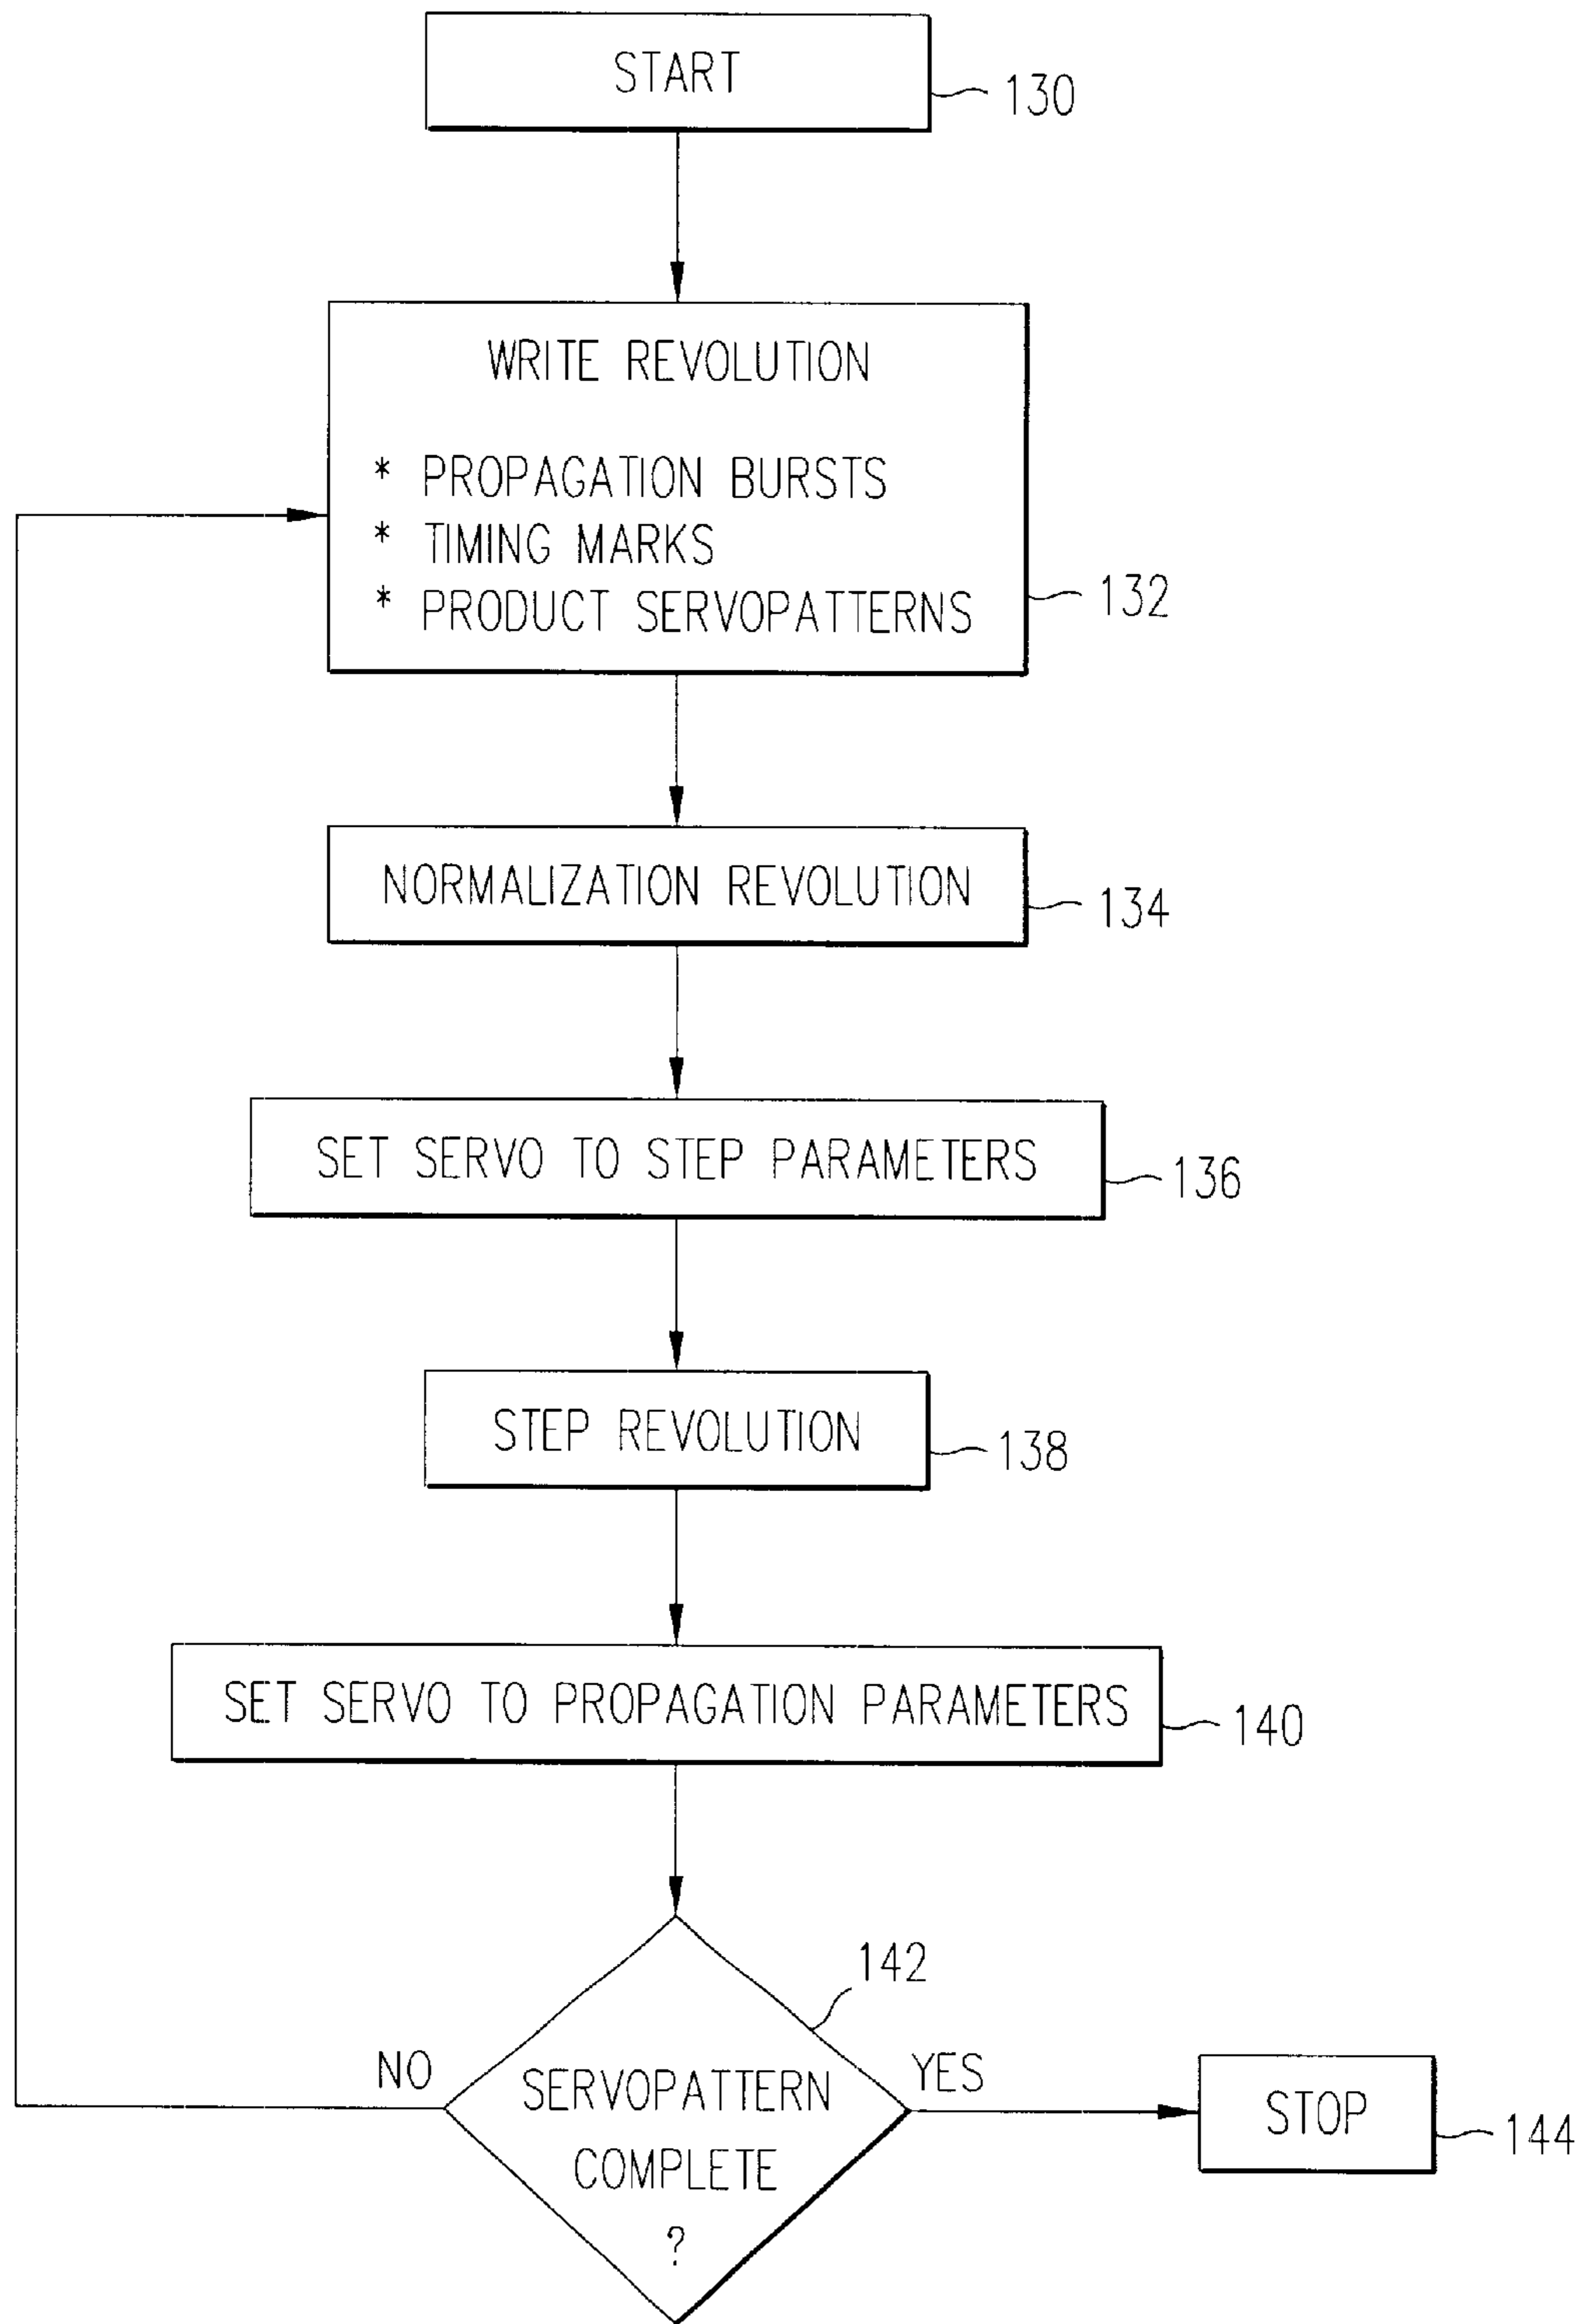 START
130
WRITE REVOLUTION
* PROPAGATION BURSTS
* TIMING MARKS
* PRODUCT SERVOPATTERNS
132
NORMALIZATION REVOLUTION
134
SET SERVO TO STEP PARAMETERS
136
STEP REVOLUTION
138
SET SERVO TO PROPAGATION PARAMETERS
140
142
NO
SERVOPATTERN
COMPLETE
?
YES
STOP
144